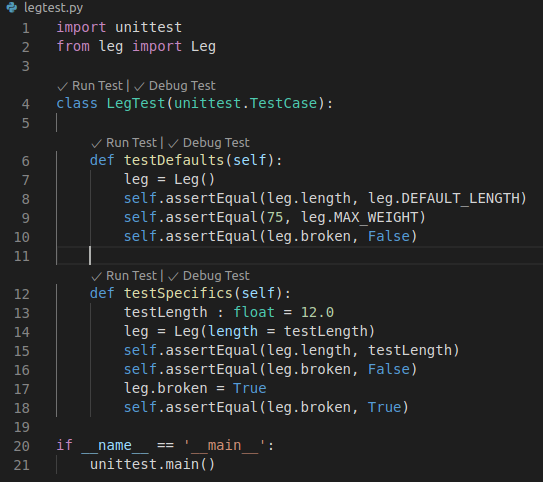 legtest.py
1 import unittest
2 from leg import Leg
3
✓ Run Test | ✓ Debug Test
4 class LegTest(unittest.TestCase):
5
✓ Run Test | ✓ Debug Test
6     def testDefaults(self):
7         leg = Leg()
8         self.assertEqual(leg.length, leg.DEFAULT_LENGTH)
9         self.assertEqual(75, leg.MAX_WEIGHT)
10         self.assertEqual(leg.broken, False)
11
✓ Run Test | ✓ Debug Test
12     def testSpecifics(self):
13         testLength : float = 12.0
14         leg = Leg(length = testLength)
15         self.assertEqual(leg.length, testLength)
16         self.assertEqual(leg.broken, False)
17         leg.broken = True
18         self.assertEqual(leg.broken, True)
19
20 if __name__ == '__main__':
21     unittest.main()